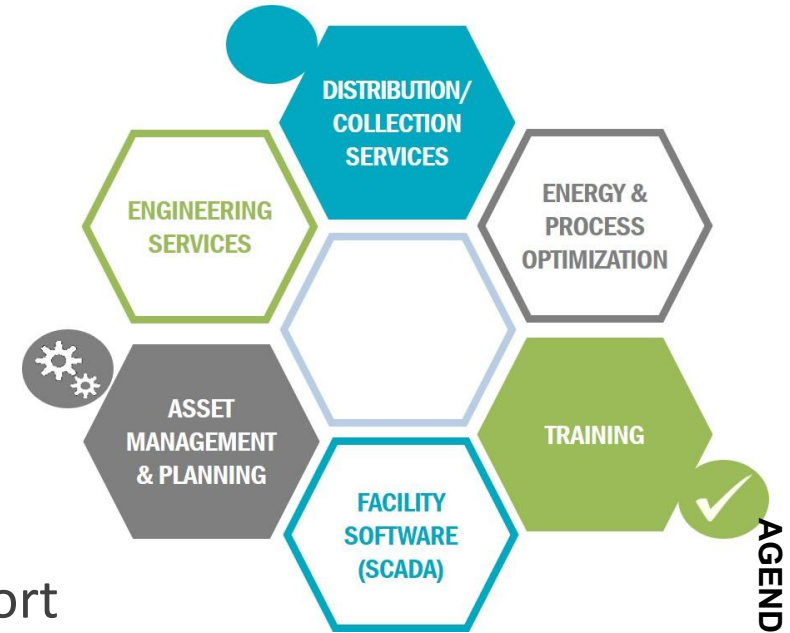 DISTRIBUTION/
COLLECTION
SERVICES
ENGINEERING
SERVICES
ENERGY &
PROCESS
OPTIMIZATION
ASSET
MANAGEMENT
& PLANNING
TRAINING
FACILITY
SOFTWARE
(SCADA)
ort
AGEND